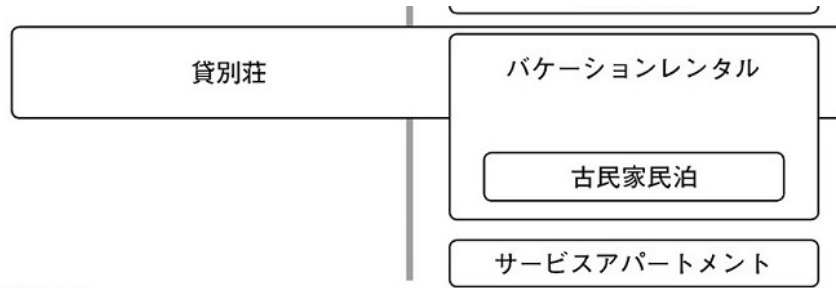 貸別荘
バケーションレンタル
古民家民泊
サービスアパートメント